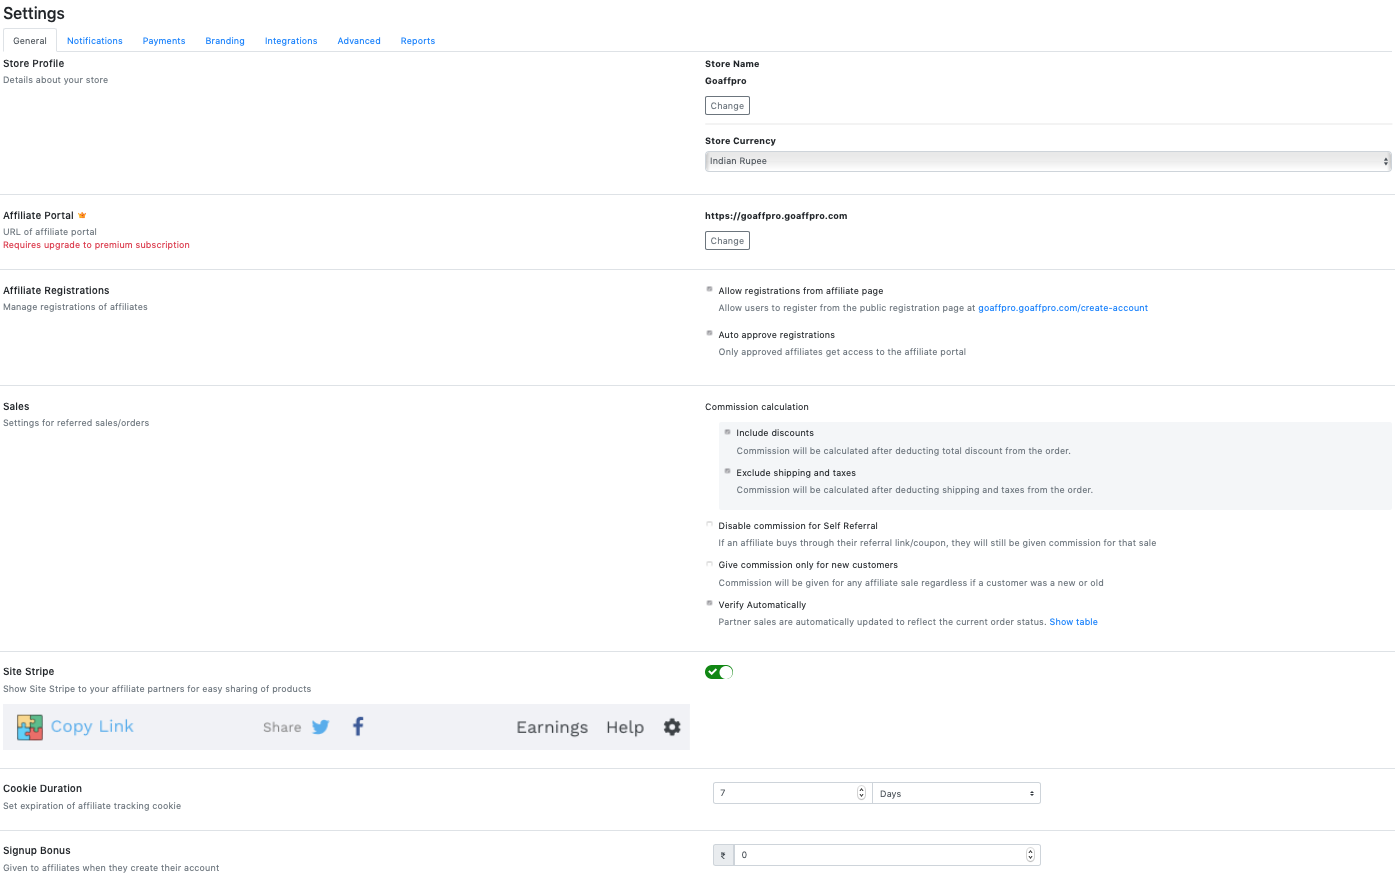 Settings
General Notifications Payments Branding Integrations Advanced Reports
Store Profile
Details about your store
Store Name
Goaffpro
Change
Store Currency
Indian Rupee
Affiliate Portal
URL of affiliate portal
Requires upgrade to premium subscription
https://goaffpro.goaffpro.com
Change
Affiliate Registrations
Manage registrations of affiliates
Allow registrations from affiliate page
Allow users to register from the public registration page at goaffpro.goaffpro.com/create-account
Auto approve registrations
Only approved affiliates get access to the affiliate portal
Sales
Settings for referred sales/orders
Commission calculation
Include discounts
Commission will be calculated after deducting total discount from the order.
Exclude shipping and taxes
Commission will be calculated after deducting shipping and taxes from the order.
Disable commission for Self Referral
If an affiliate buys through their referral link/coupon, they will still be given commission for that sale
Give commission only for new customers
Commission will be given for any affiliate sale regardless if a customer was a new or old
Verify Automatically
Partner sales are automatically updated to reflect the current order status. Show table
Site Stripe
Show Site Stripe to your affiliate partners for easy sharing of products
Copy Link Share Earnings Help
Cookie Duration
Set expiration of affiliate tracking cookie
7 Days
Signup Bonus
Given to affiliates when they create their account
₹ 0